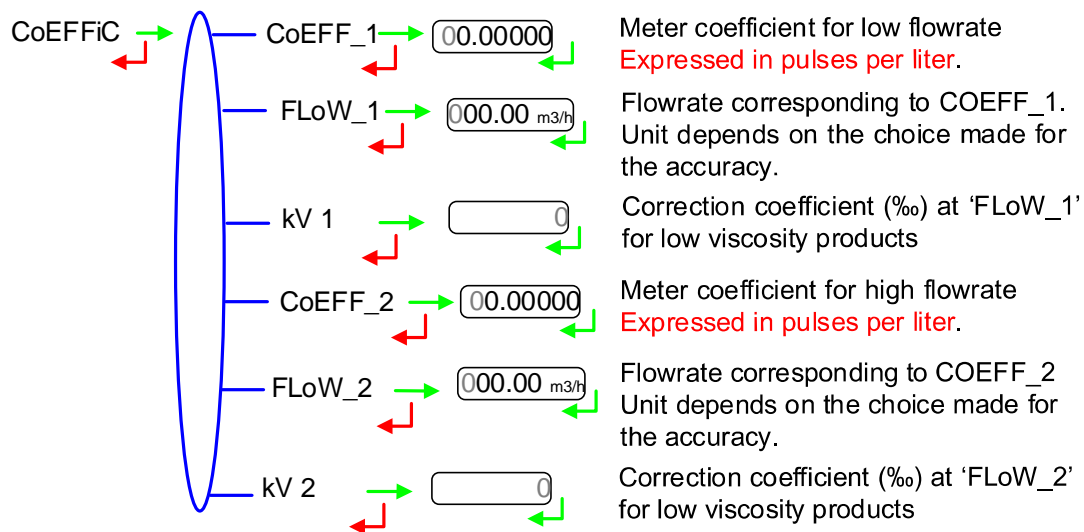 CoEFFiC
CoEFF_1
00.00000
Meter coefficient for low flowrate
Expressed in pulses per liter.
FLoW_1
000.00 m3/h
Flowrate corresponding to COEFF_1.
Unit depends on the choice made for
the accuracy.
kV 1
0
Correction coefficient (‰) at ‘FLoW_1’
for low viscosity products
CoEFF_2
00.00000
Meter coefficient for high flowrate
Expressed in pulses per liter.
FLoW_2
000.00 m3/h
Flowrate corresponding to COEFF_2
Unit depends on the choice made for
the accuracy.
kV 2
0
Correction coefficient (‰) at ‘FLoW_2’
for low viscosity products